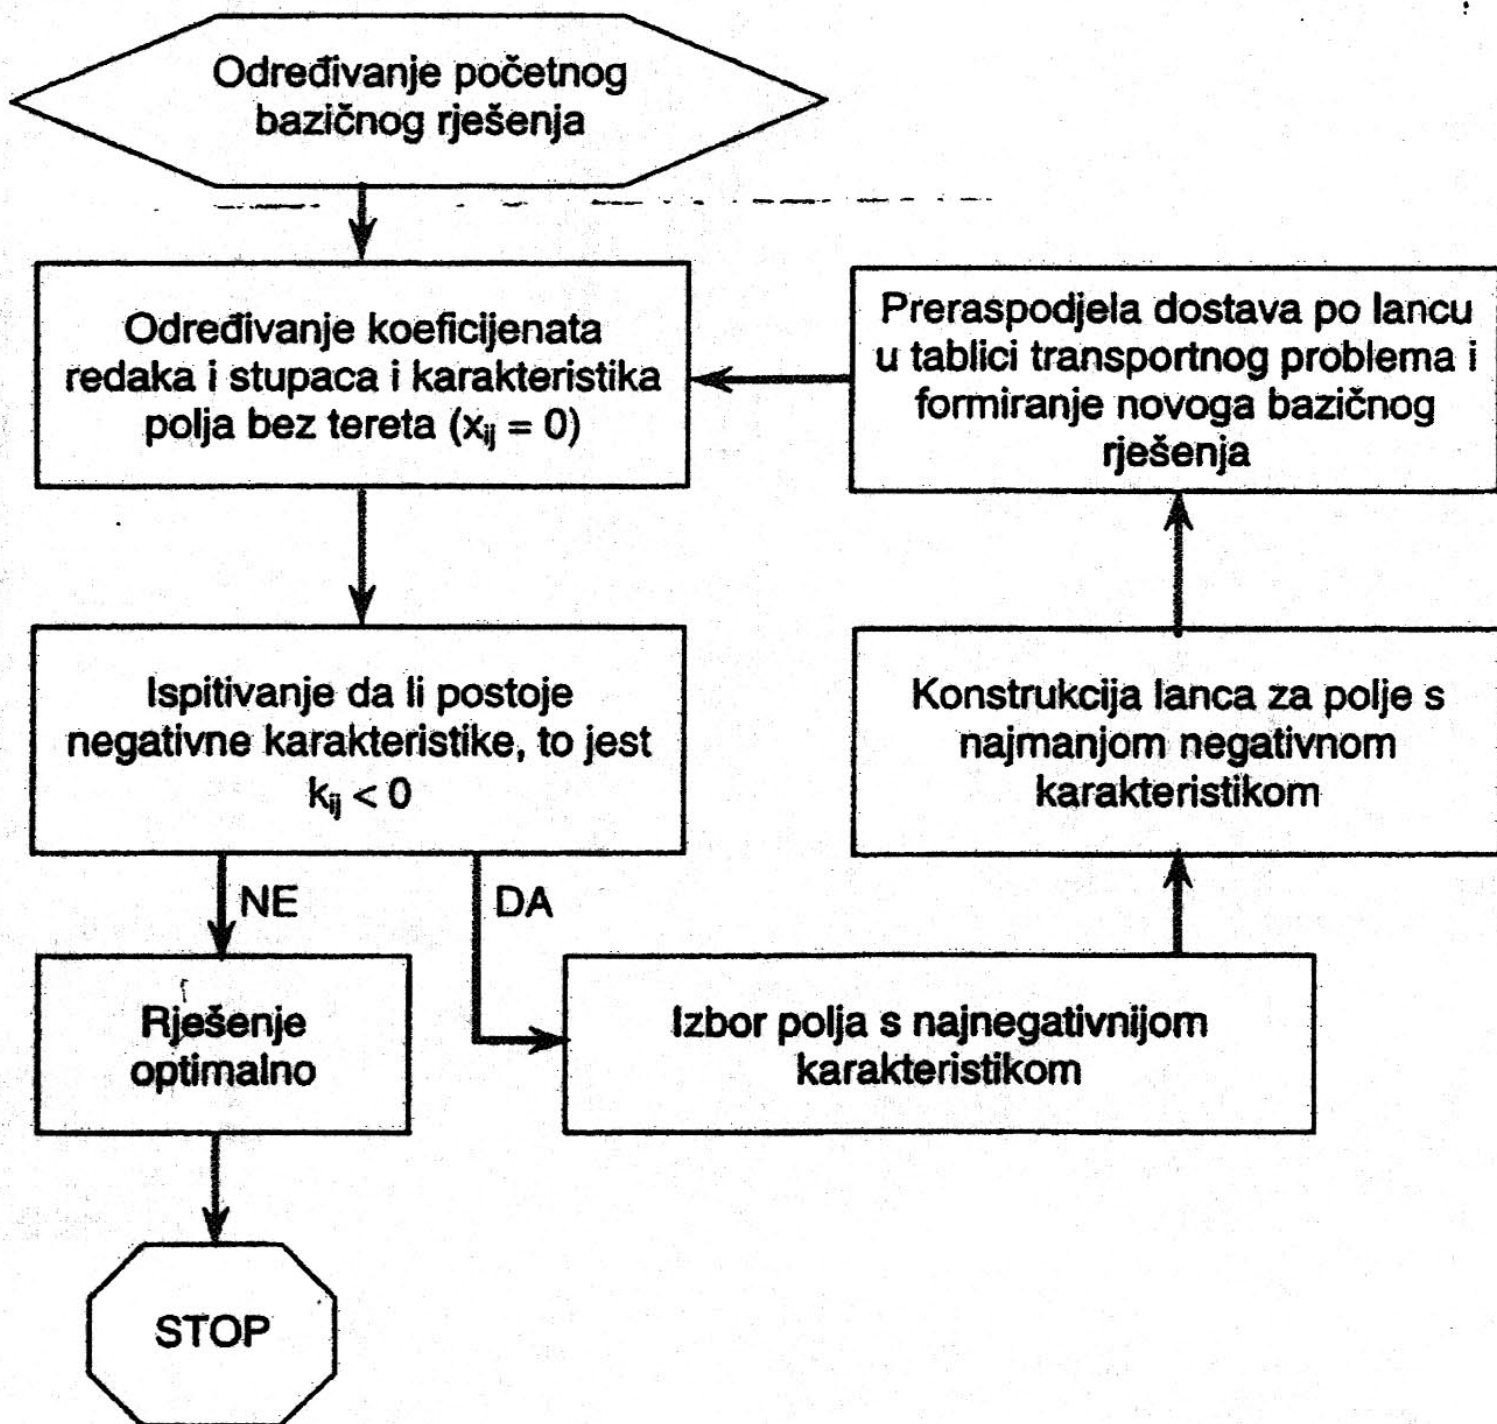 Određivanje početnog
bazičnog rješenja
Određivanje koeficijenata
redaka i stupaca i karakteristika
polja bez tereta (xij = 0)
Preraspodjela dostava po lancu
u tablici transportnog problema i
formiranje novoga bazičnog
rješenja
Ispitivanje da li postoje
negativne karakteristike, to jest
kij < 0
Konstrukcija lanca za polje s
najmanjom negativnom
karakteristikom
NE
DA
Rješenje
optimalno
Izbor polja s najnegativnijom
karakteristikom
STOP